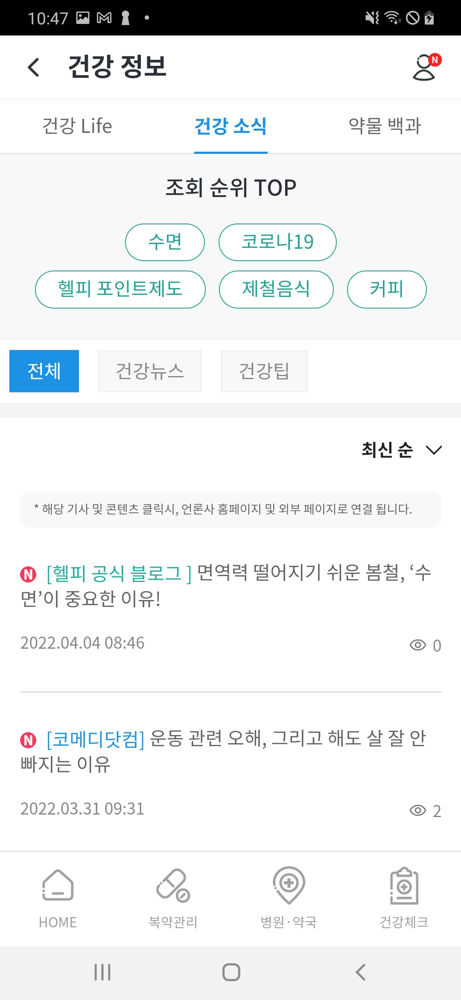 10:47
건강 정보
N
건강 Life
건강 소식
약물 백과
조회 순위 TOP
수면
코로나19
헬피 포인트제도
제철음식
커피
전체
건강뉴스
건강팁
최신 순
* 해당 기사 및 콘텐츠 클릭시, 언론사 홈페이지 및 외부 페이지로 연결 됩니다.
N [헬피 공식 블로그 ] 면역력 떨어지기 쉬운 봄철, ‘수
면’이 중요한 이유!
2022.04.04 08:46
0
N [코메디닷컴] 운동 관련 오해, 그리고 해도 살 잘 안
빠지는 이유
2022.03.31 09:31
2
HOME
복약관리
병원·약국
건강체크